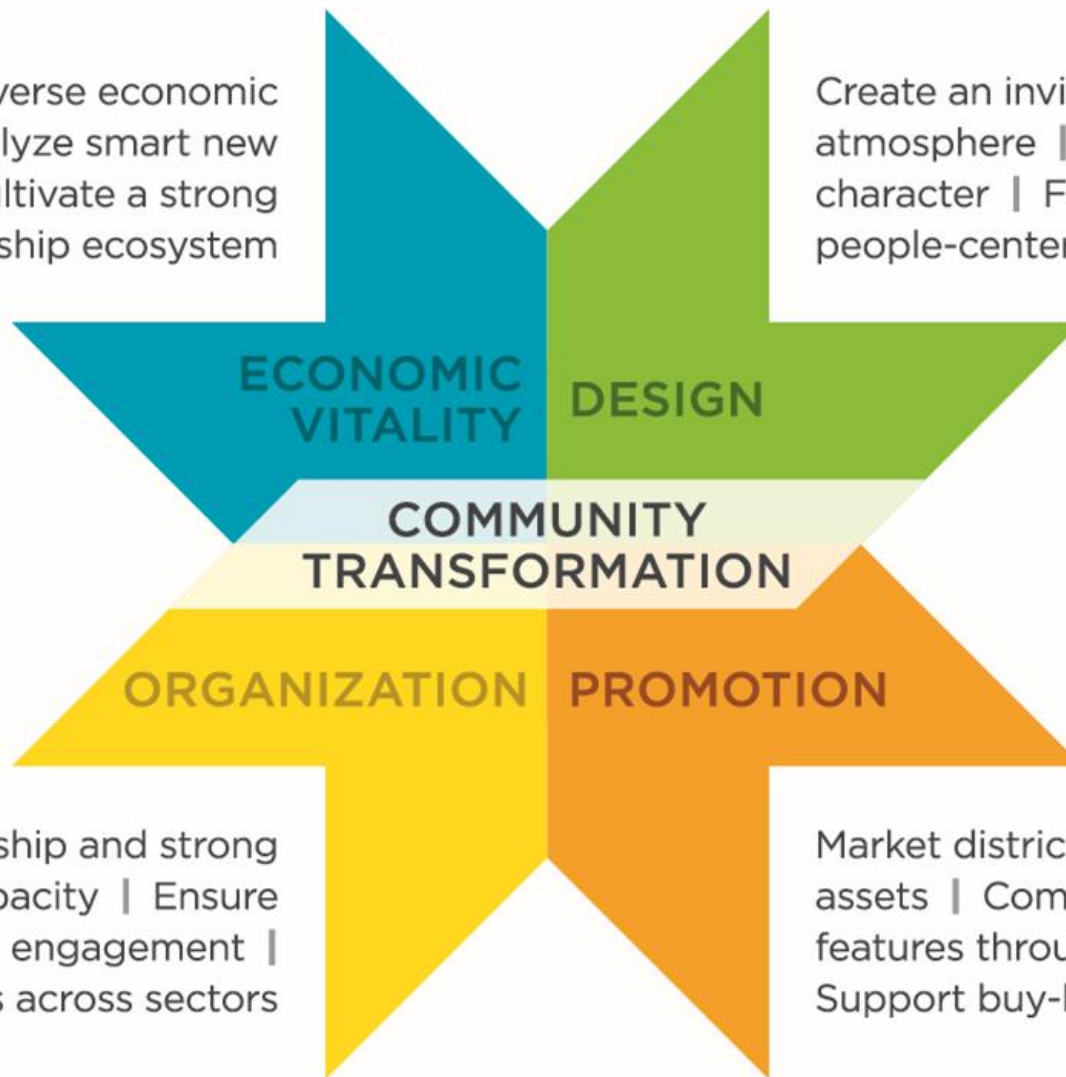 verse economic
lyze smart new
ltivate a strong
ship ecosystem
Create an invi
atmosphere |
character | F
people-center
ECONOMIC
VITALITY
DESIGN
COMMUNITY
TRANSFORMATION
ORGANIZATION
PROMOTION
ship and strong
pacity | Ensure
engagement |
s across sectors
Market distric
assets | Com
features throu
Support buy-l